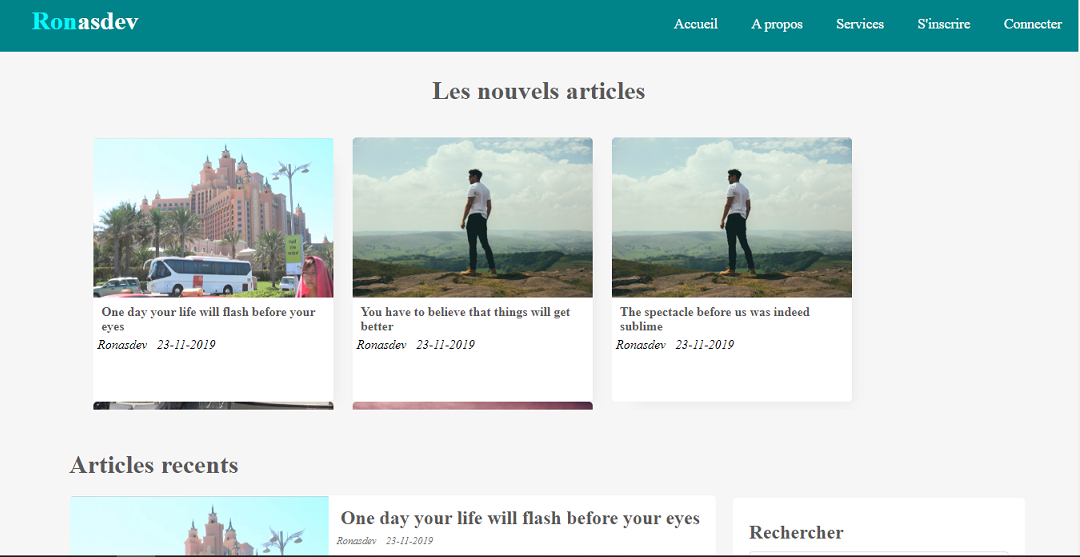 Ronasdev
Accueil A propos Services S'inscrire Connecter
Les nouvels articles
One day your life will flash before your
eyes
Ronasdev 23-11-2019
You have to believe that things will get
better
Ronasdev 23-11-2019
The spectacle before us was indeed
sublime
Ronasdev 23-11-2019
Articles recents
One day your life will flash before your eyes
Ronasdev 23-11-2019
Rechercher